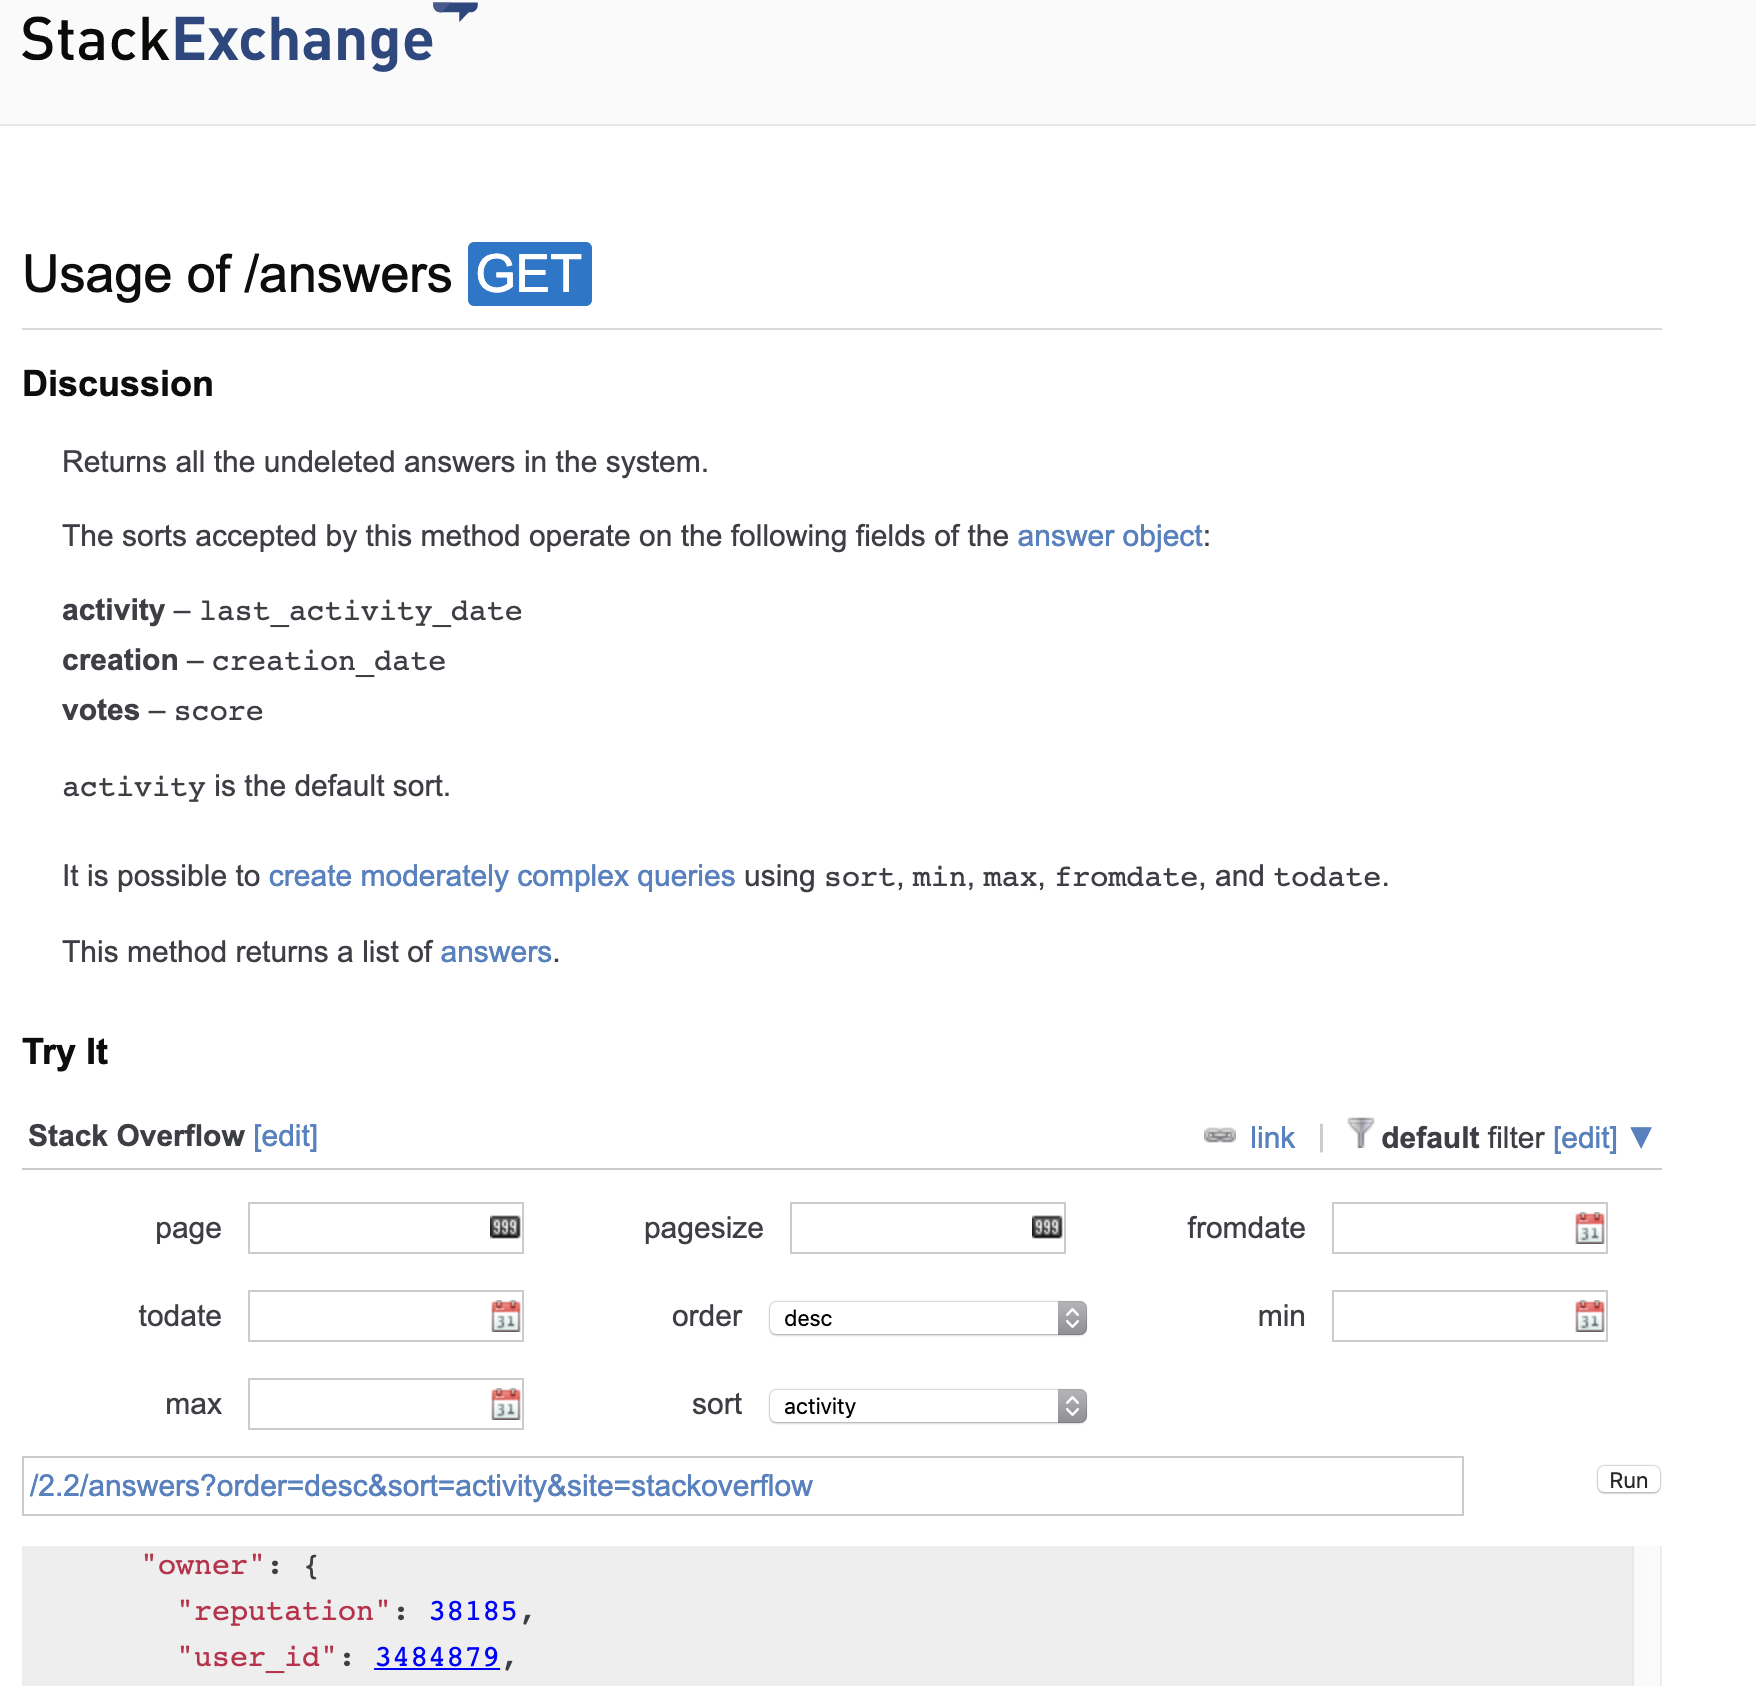 StackExchange
Usage of /answers GET
Discussion
Returns all the undeleted answers in the system.
The sorts accepted by this method operate on the following fields of the answer object:
activity – last_activity_date
creation – creation_date
votes – score
activity is the default sort.
It is possible to create moderately complex queries using sort, min, max, fromdate, and todate.
This method returns a list of answers.
Try It
Stack Overflow [edit] link | default filter [edit] ▼
page 999 pagesize 999 fromdate 31
todate 31 order desc min 31
max 31 sort activity
/2.2/answers?order=desc&sort=activity&site=stackoverflow Run
"owner": {
"reputation": 38185,
"user_id": 3484879,